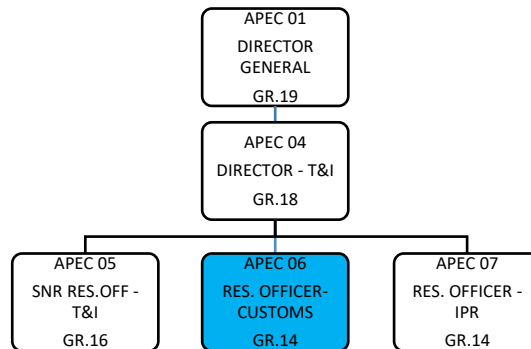 APEC 01
DIRECTOR
GENERAL
GR.19
APEC 04
DIRECTOR - T&I
GR.18
APEC 05
SNR RES.OFF -
T&I
GR.16
APEC 06
RES. OFFICER-
CUSTOMS
GR.14
APEC 07
RES. OFFICER -
IPR
GR.14